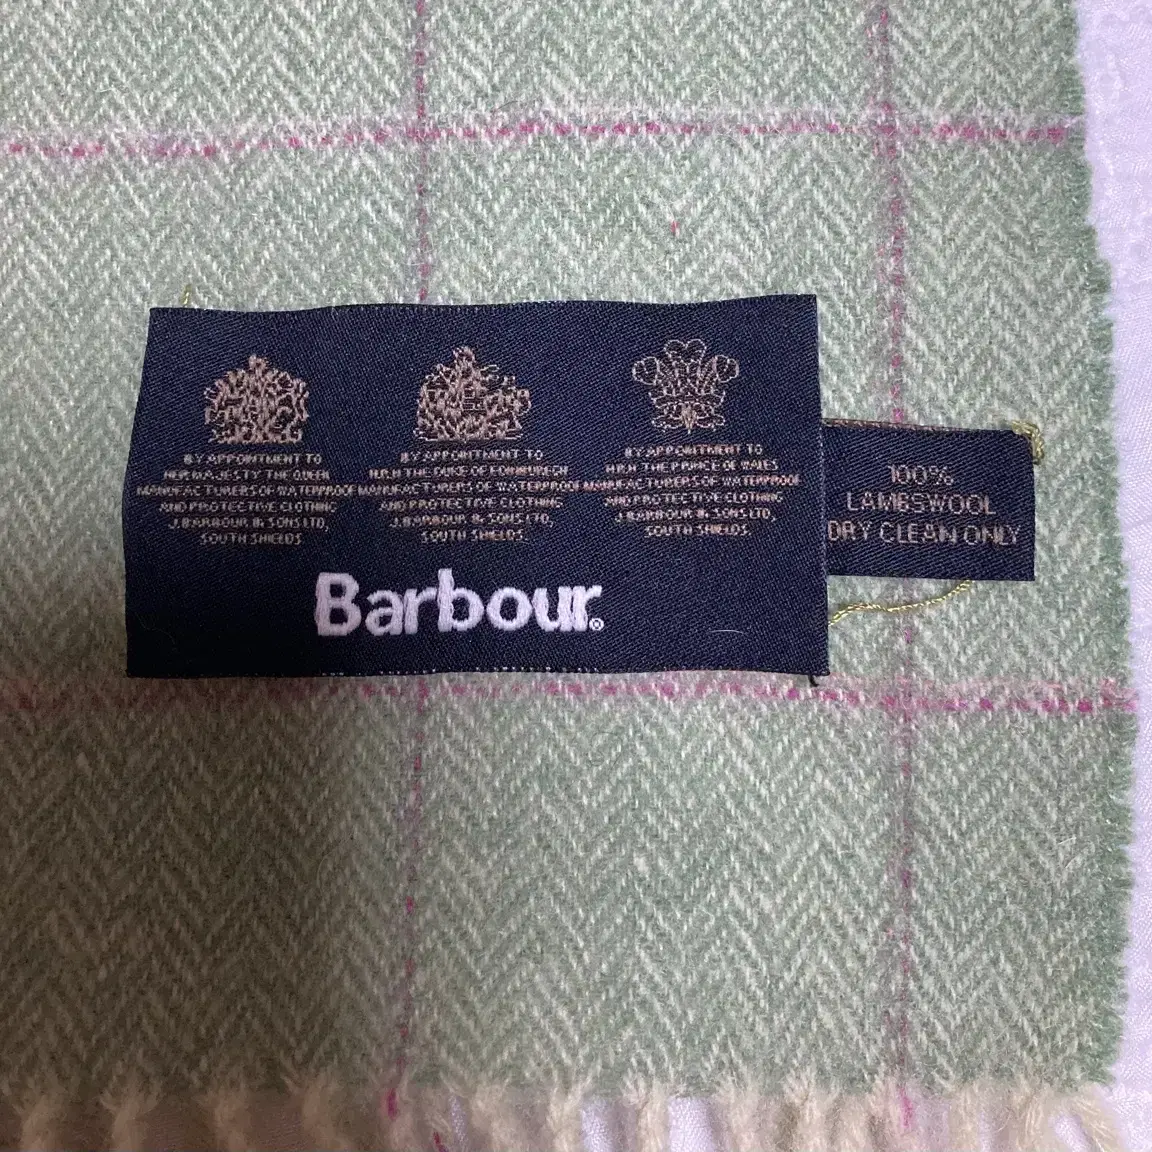 BY APPOINTMENT TO
HER MAJESTY THE QUEEN
MANUFACTURERS OF WATERPROOF
AND PROTECTIVE CLOTHING
J.BARBOUR & SONS LTD,
SOUTH SHIELDS.
BY APPOINTMENT TO
H.R.H THE DUKE OF EDINBURGH
MANUFACTURERS OF WATERPROOF
AND PROTECTIVE CLOTHING
J.BARBOUR & SONS LTD,
SOUTH SHIELDS.
BY APPOINTMENT TO
H.R.H THE PRINCE OF WALES
MANUFACTURERS OF WATERPROOF
AND PROTECTIVE CLOTHING
J.BARBOUR & SONS LTD,
SOUTH SHIELDS.
Barbour®
100%
LAMBSWOOL
DRY CLEAN ONLY